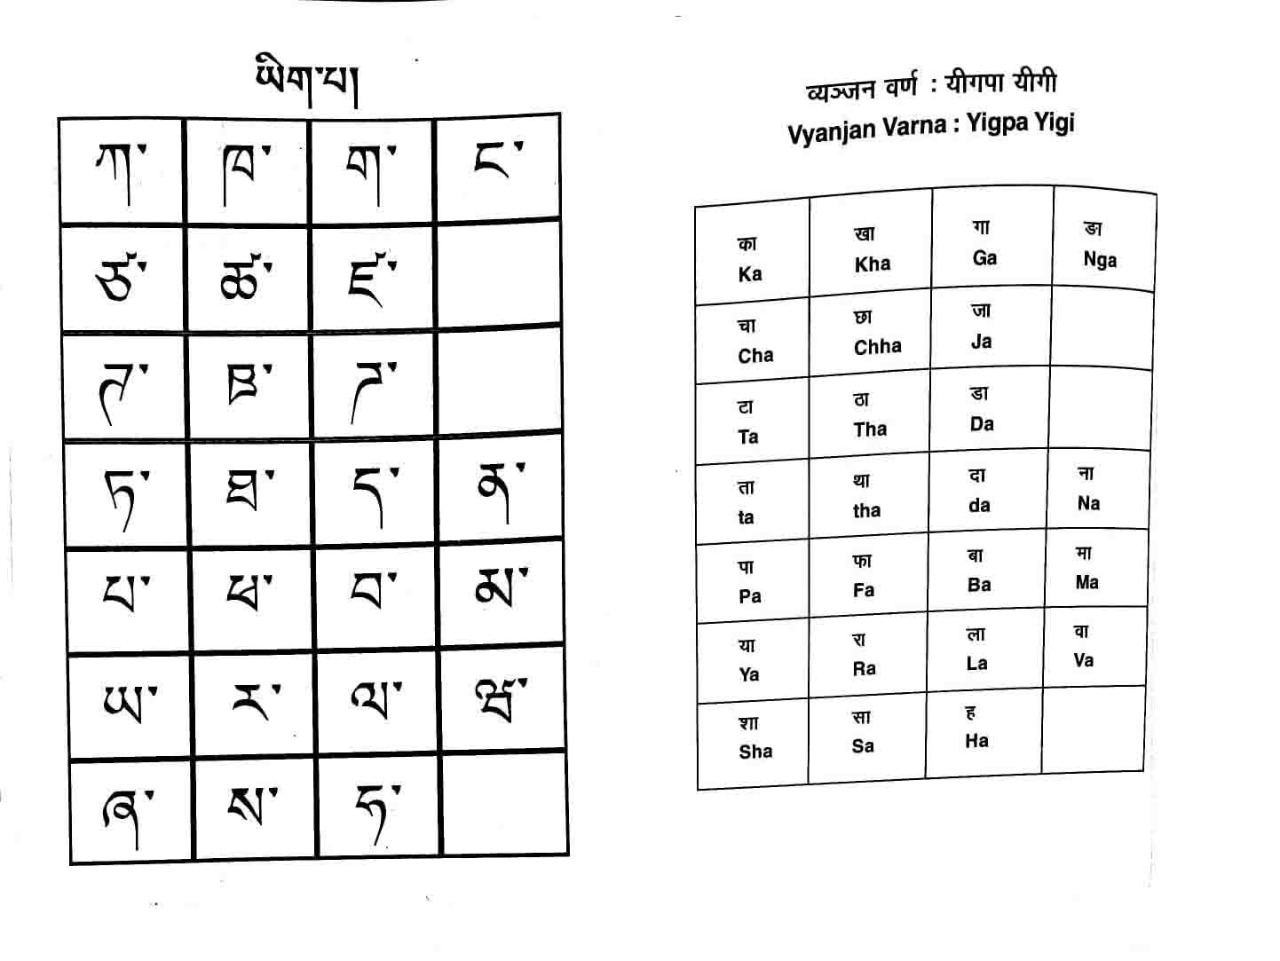 ཡིག་པ།
ཀ་ ཁ་ ག་ ང་
ཙ་ ཚ་ ཛ་
ཊ་ ཋ་ ཌ་
ཏ་ ཐ་ ད་ ན་
པ་ ཕ་ བ་ མ་
ཡ་ ར་ ལ་ ཝ་
ཤ་ ས་ ཧ་
व्यञ्जन वर्ण : यीगपा यीगी
Vyanjan Varna : Yigpa Yigi
का खा गा ङा
Ka Kha Ga Nga
चा छा जा
Cha Chha Ja
टा ठा डा
Ta Tha Da
ता था दा ना
ta tha da Na
पा फा बा मा
Pa Fa Ba Ma
या रा ला वा
Ya Ra La Va
शा सा ह
Sha Sa Ha